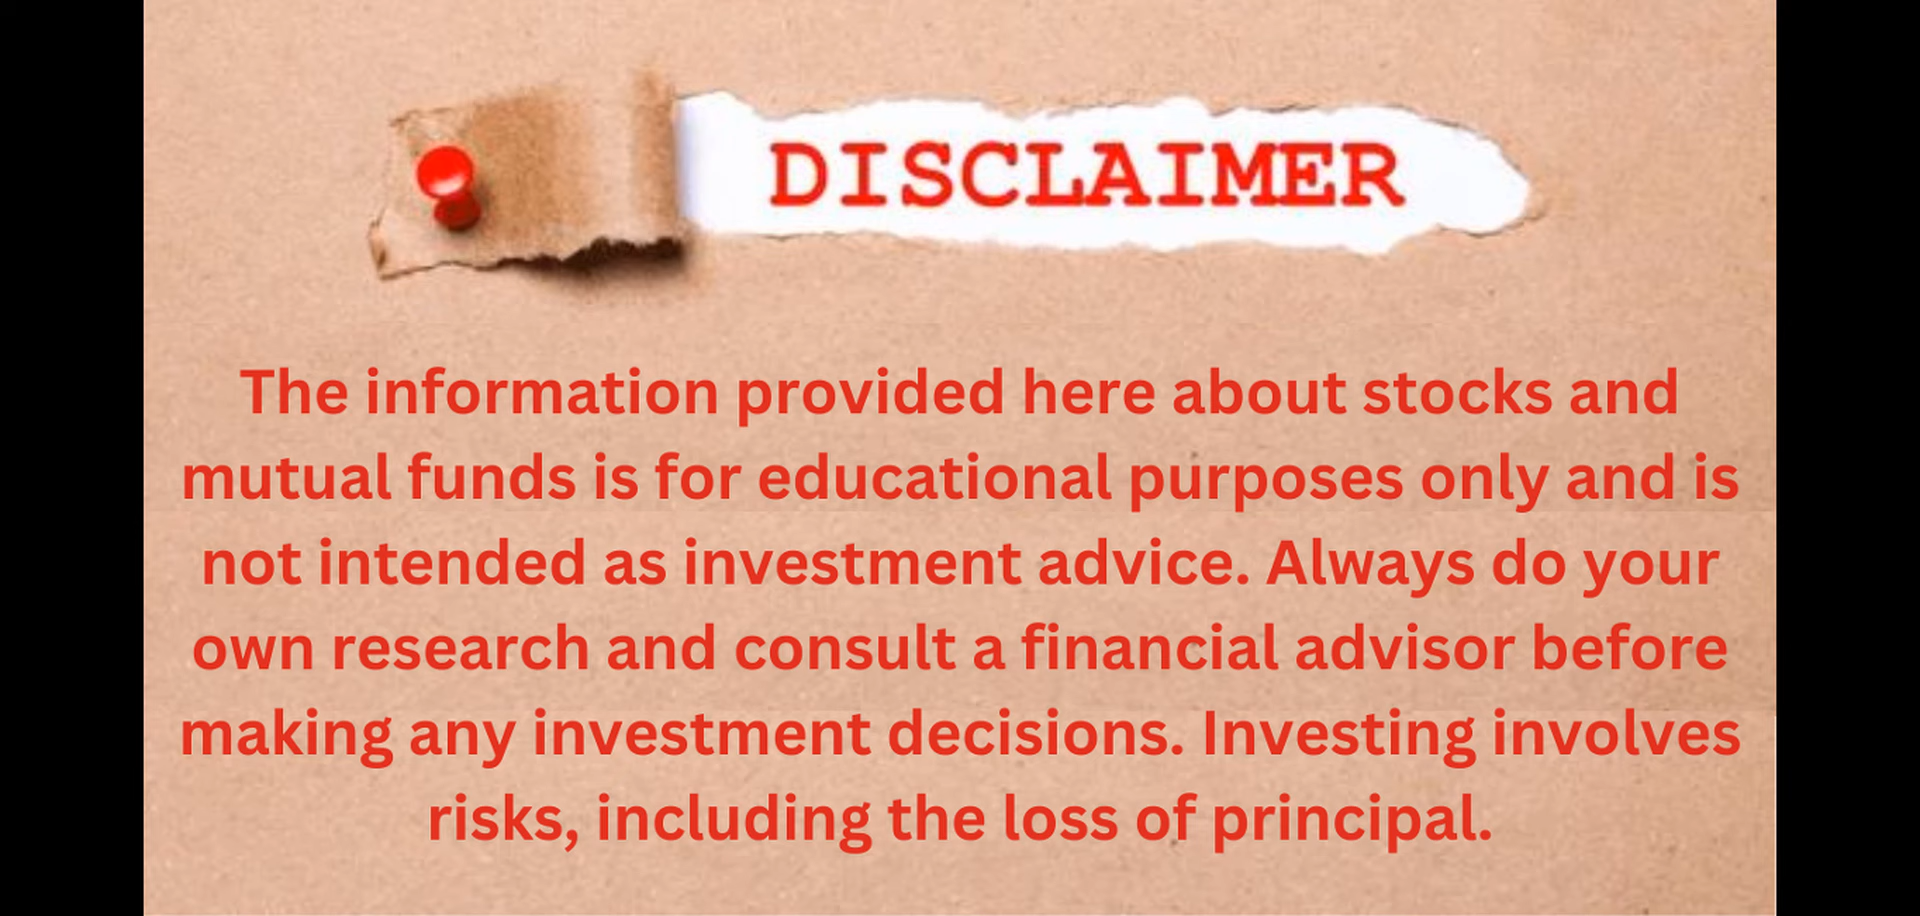 DISCLAIMER
The information provided here about stocks and
mutual funds is for educational purposes only and is
not intended as investment advice. Always do your
own research and consult a financial advisor before
making any investment decisions. Investing involves
risks, including the loss of principal.